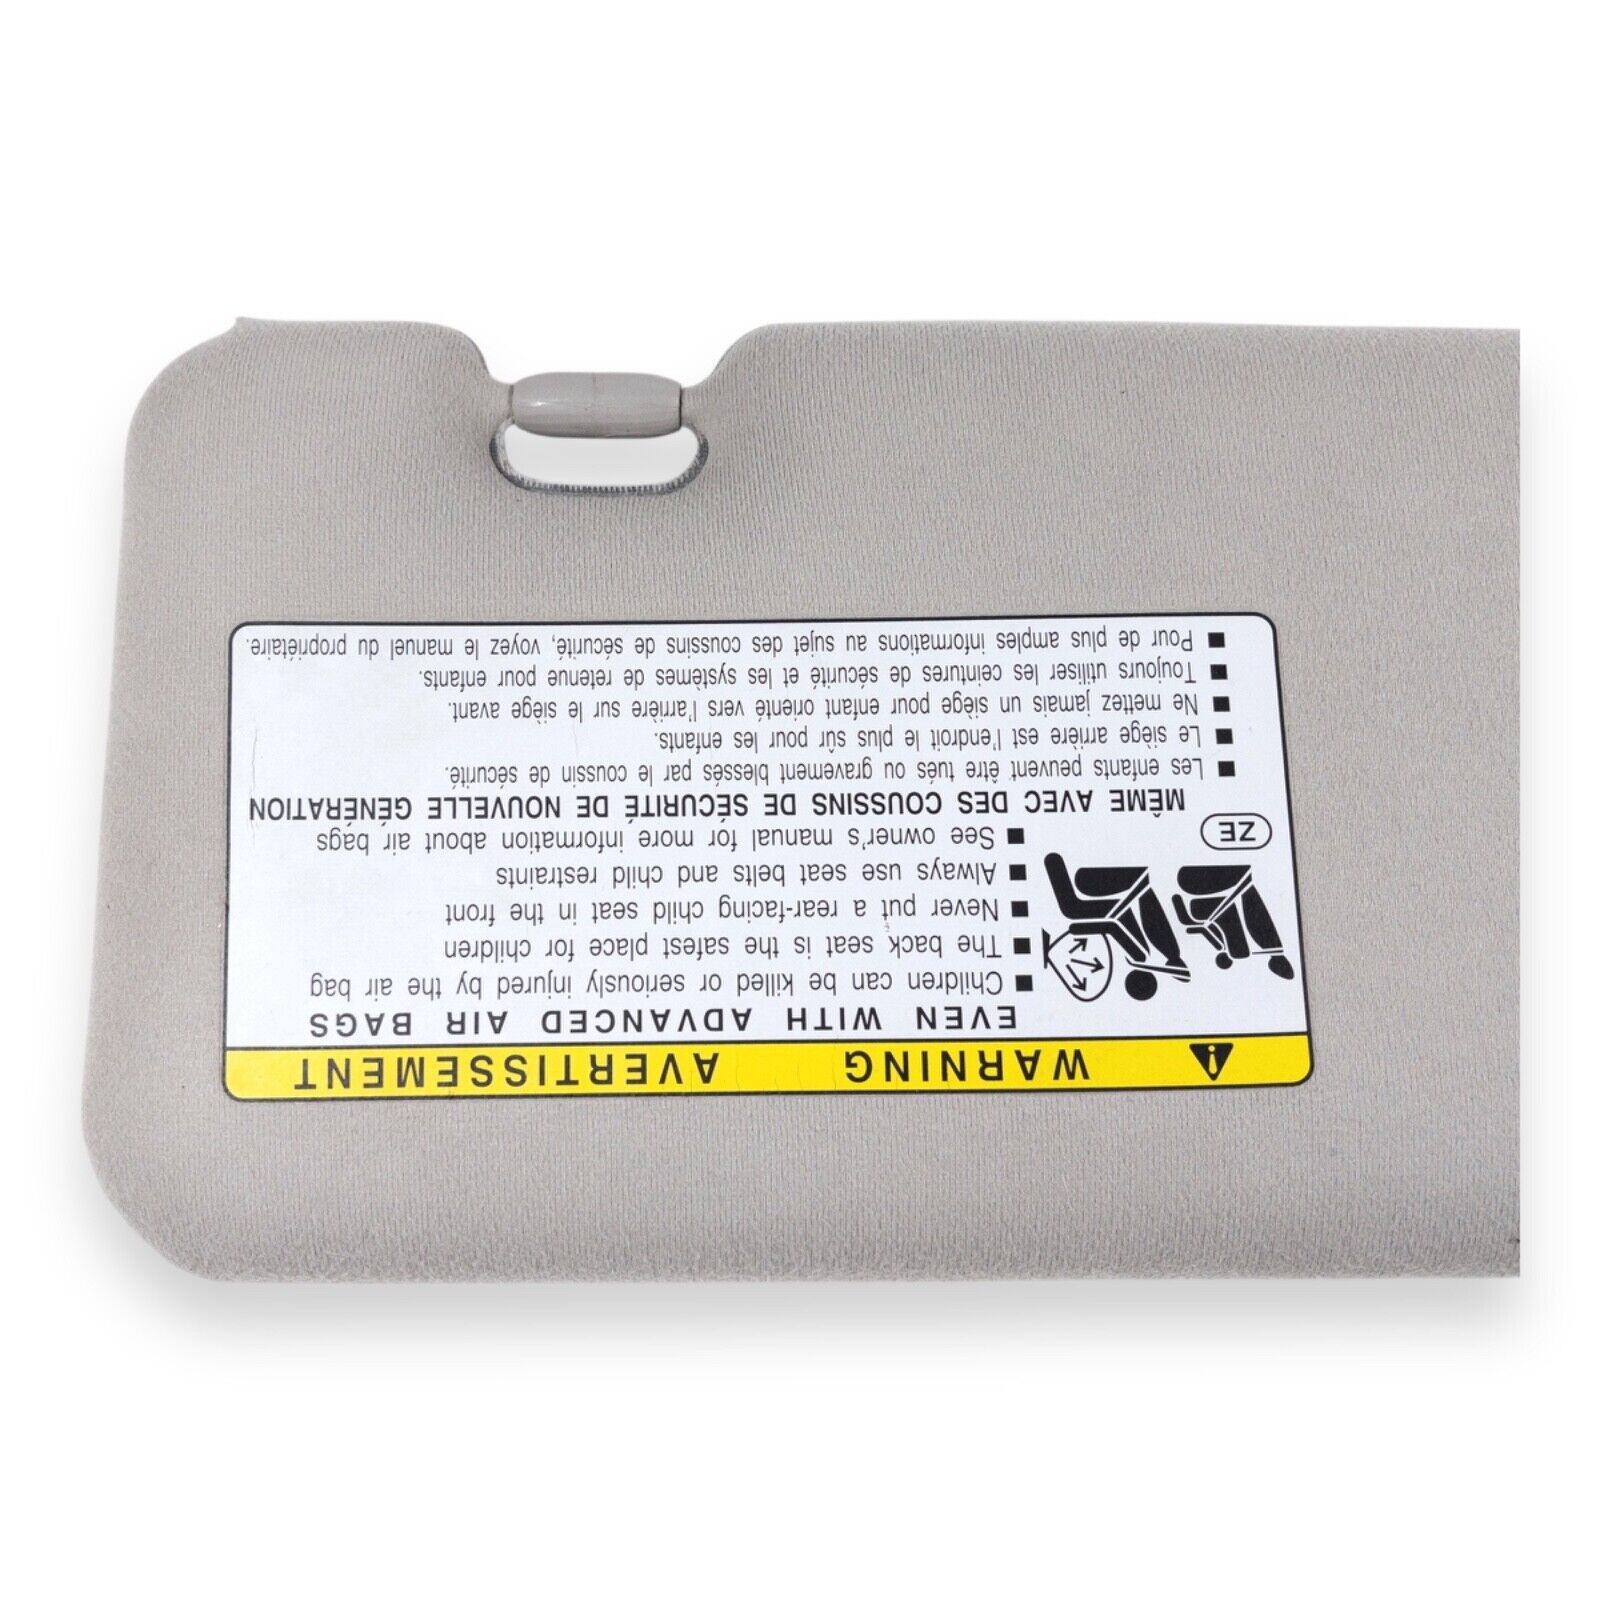 WARNING AVERTISSEMENT
EVEN WITH ADVANCED AIR BAGS
■ Children can be killed or seriously injured by the air bag
■ The back seat is the safest place for children
■ Never put a rear-facing child seat in the front
■ Always use seat belts and child restraints
■ See owner's manual for more information about air bags
ZE
MÊME AVEC DES COUSSINS DE SÉCURITÉ DE NOUVELLE GÉNÉRATION
■ Les enfants peuvent être tués ou gravement blessés par le coussin de sécurité.
■ Le siège arrière est l'endroit le plus sûr pour les enfants.
■ Ne mettez jamais un siège pour enfant orienté vers l'arrière sur le siège avant.
■ Toujours utiliser les ceintures de sécurité et les systèmes de retenue pour enfants.
■ Pour de plus amples informations au sujet des coussins de sécurité, voyez le manuel du propriétaire.